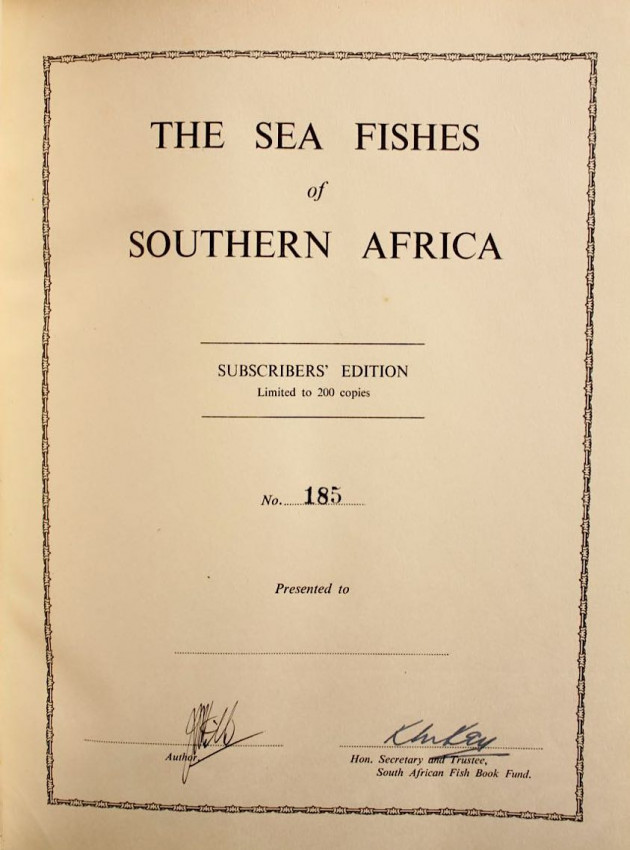 THE SEA FISHES
of
SOUTHERN AFRICA
SUBSCRIBERS' EDITION
Limited to 200 copies
No. 185
Presented to
Author,
Hon. Secretary and Trustee,
South African Fish Book Fund.